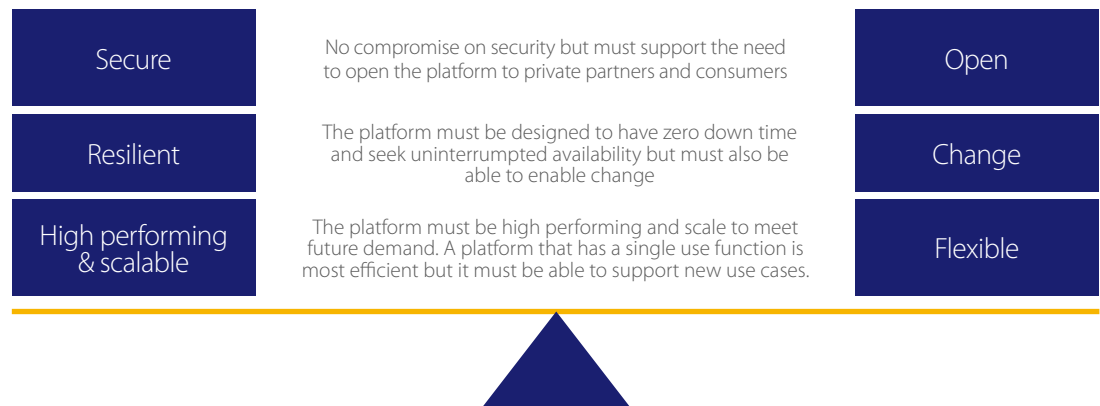 Secure
No compromise on security but must support the need
to open the platform to private partners and consumers
Open
Resilient
The platform must be designed to have zero down time
and seek uninterrupted availability but must also be
able to enable change
Change
High performing
& scalable
The platform must be high performing and scale to meet
future demand. A platform that has a single use function is
most efficient but it must be able to support new use cases.
Flexible